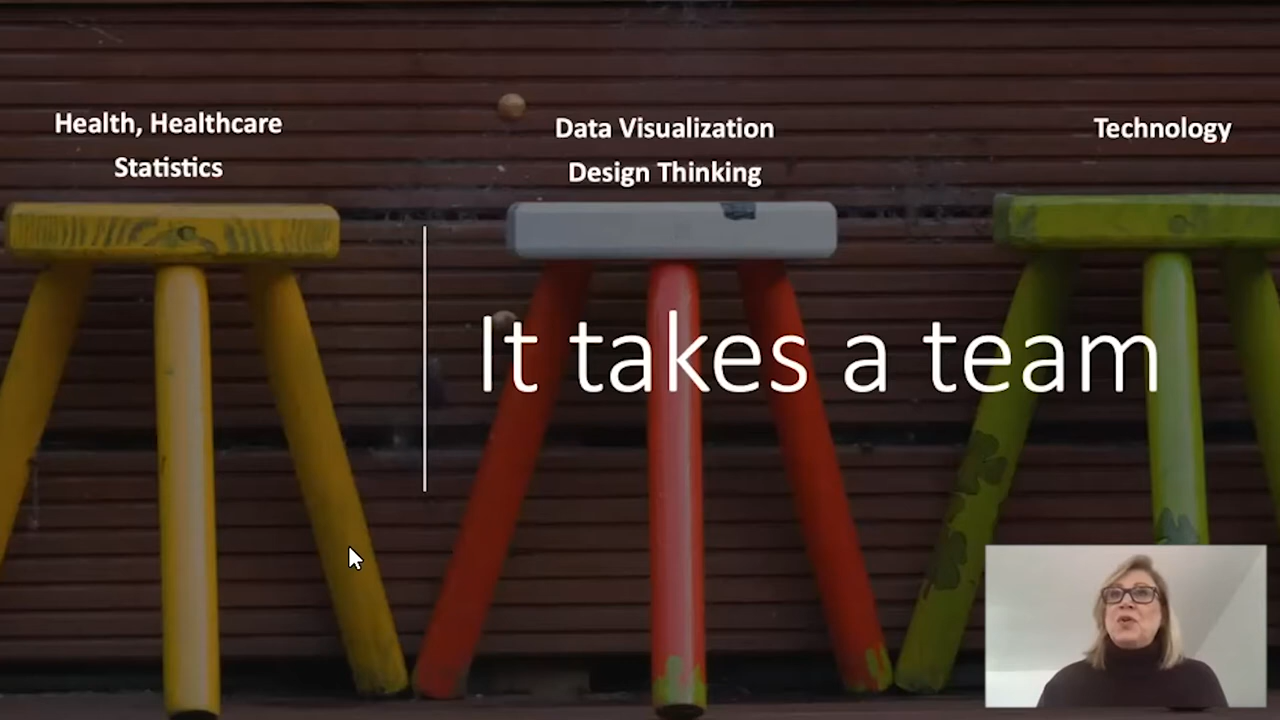 Health, Healthcare
Statistics
Data Visualization
Design Thinking
Technology
It takes a team